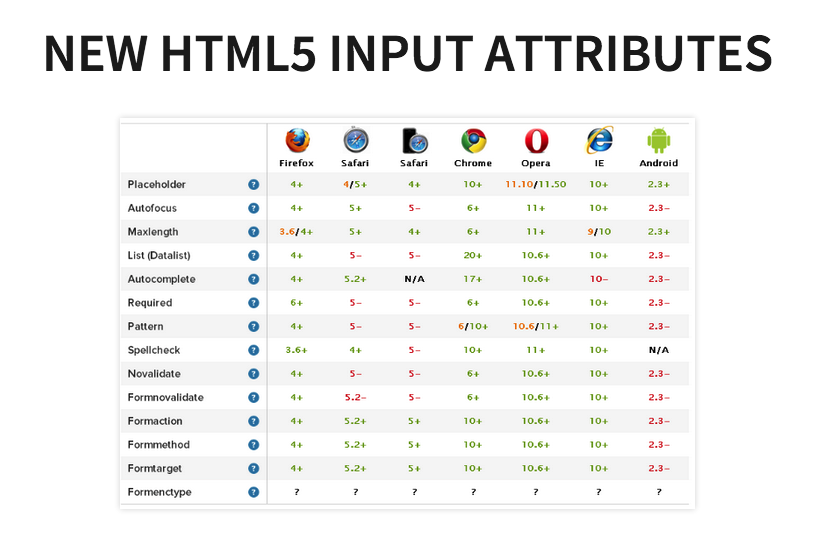 NEW HTML5 INPUT ATTRIBUTES
Firefox Safari Safari Chrome Opera IE Android
Placeholder ? 4+ 4/5+ 4+ 10+ 11.10/11.50 10+ 2.3+
Autofocus ? 4+ 5+ 5- 6+ 11+ 10+ 2.3-
Maxlength ? 3.6/4+ 5+ 4+ 6+ 11+ 9/10 2.3+
List (Datalist) ? 4+ 5- 5- 20+ 10.6+ 10+ 2.3-
Autocomplete ? 4+ 5.2+ N/A 17+ 10.6+ 10- 2.3-
Required ? 6+ 5- 5- 6+ 10.6+ 10+ 2.3-
Pattern ? 4+ 5- 5- 6/10+ 10.6/11+ 10+ 2.3-
Spellcheck ? 3.6+ 4+ 5- 10+ 11+ 10+ N/A
Novalidate ? 4+ 5- 5- 6+ 10.6+ 10+ 2.3-
Formnovalidate ? 4+ 5.2- 5- 6+ 10.6+ 10+ 2.3-
Formaction ? 4+ 5.2+ 5+ 10+ 10.6+ 10+ 2.3-
Formmethod ? 4+ 5.2+ 5+ 10+ 10.6+ 10+ 2.3-
Formtarget ? 4+ 5.2+ 5+ 10+ 10.6+ 10+ 2.3-
Formenctype ? ? ? ? ? ? ? ?